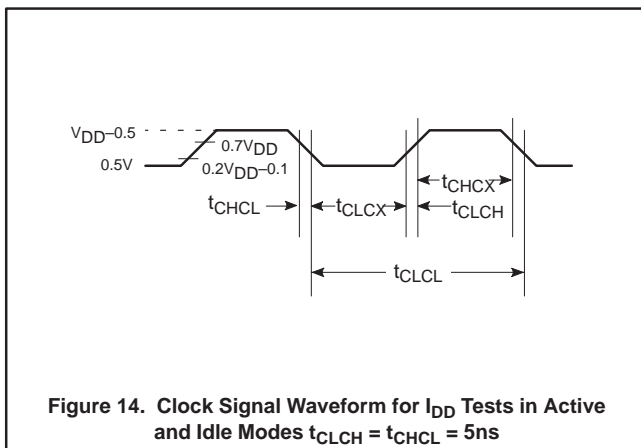 VDD–0.5
0.7VDD
0.5V
0.2VDD–0.1
tCHCX
tCHCL
tCLCX
tCLCH
tCLCL
Figure 14. Clock Signal Waveform for IDD Tests in Active
and Idle Modes tCLCH = tCHCL = 5ns